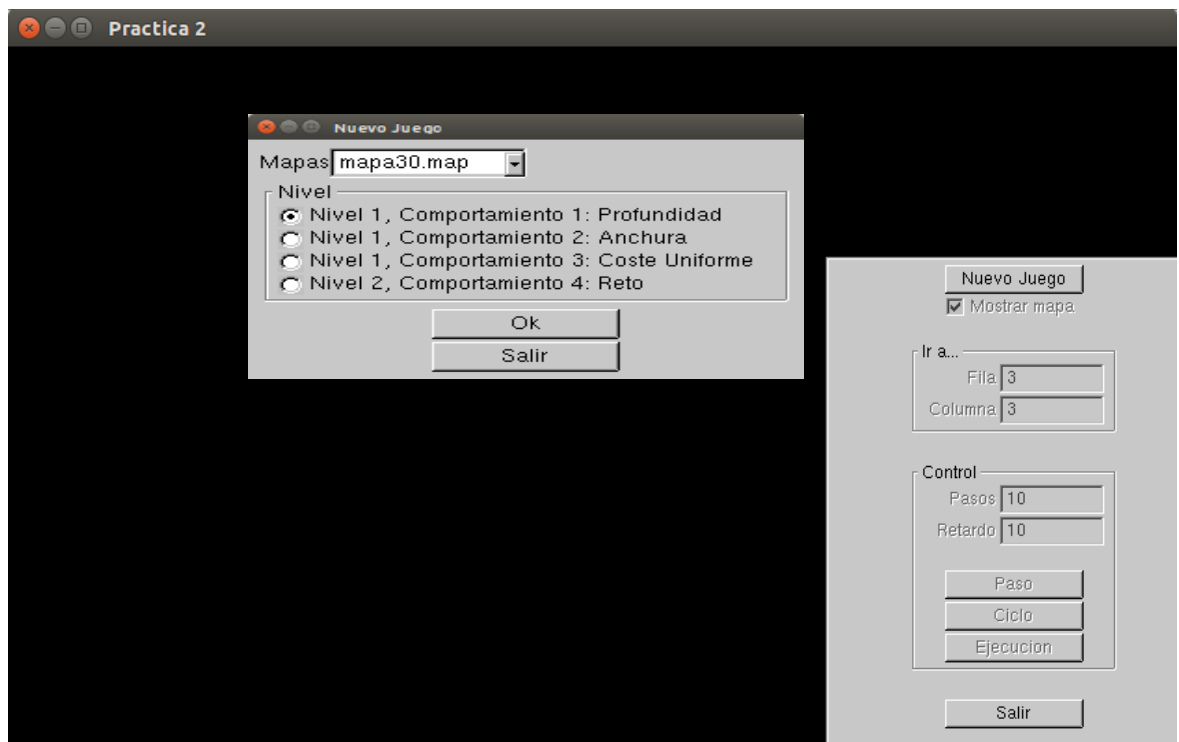 Practica 2
Nuevo Juego
Mapas mapa30.map
Nivel
Nivel 1, Comportamiento 1: Profundidad
Nivel 1, Comportamiento 2: Anchura
Nivel 1, Comportamiento 3: Coste Uniforme
Nivel 2, Comportamiento 4: Reto
Ok
Salir
Nuevo Juego
Mostrar mapa
Ir a...
Fila 3
Columna 3
Control
Pasos 10
Retardo 10
Paso
Ciclo
Ejecucion
Salir